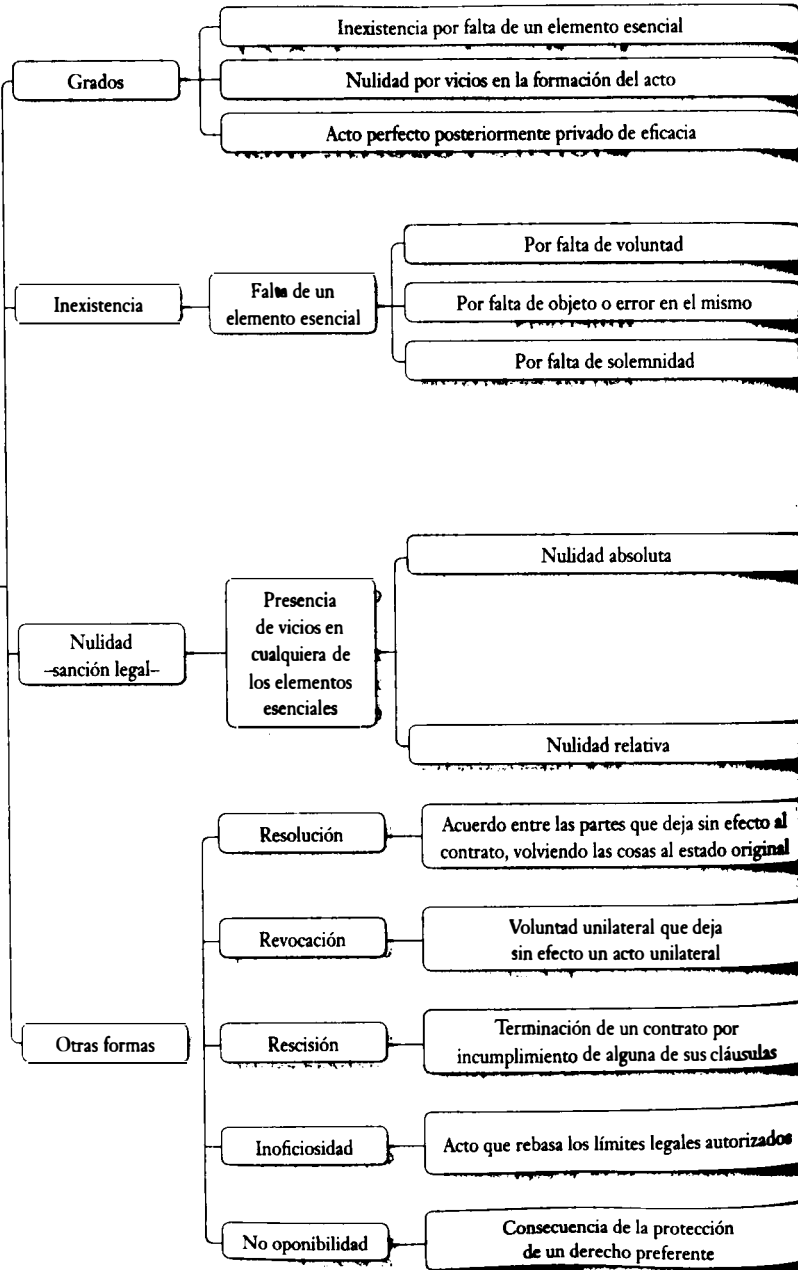 Grados
Inexistencia por falta de un elemento esencial
Nulidad por vicios en la formación del acto
Acto perfecto posteriormente privado de eficacia
Inexistencia
Falta de un
elemento esencial
Por falta de voluntad
Por falta de objeto o error en el mismo
Por falta de solemnidad
Nulidad
–sanción legal–
Presencia
de vicios en
cualquiera de
los elementos
esenciales
Nulidad absoluta
Nulidad relativa
Otras formas
Resolución
Acuerdo entre las partes que deja sin efecto al
contrato, volviendo las cosas al estado original
Revocación
Voluntad unilateral que deja
sin efecto un acto unilateral
Rescisión
Terminación de un contrato por
incumplimiento de alguna de sus cláusulas
Inoficiosidad
Acto que rebasa los límites legales autorizados
No oponibilidad
Consecuencia de la protección
de un derecho preferente